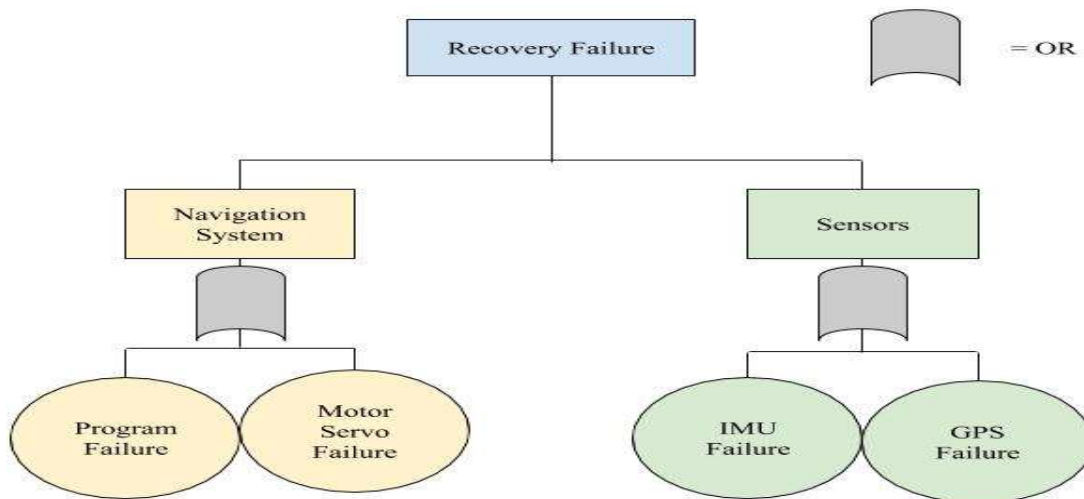 Recovery Failure
= OR
Navigation
System
Sensors
Program
Failure
Motor
Servo
Failure
IMU
Failure
GPS
Failure